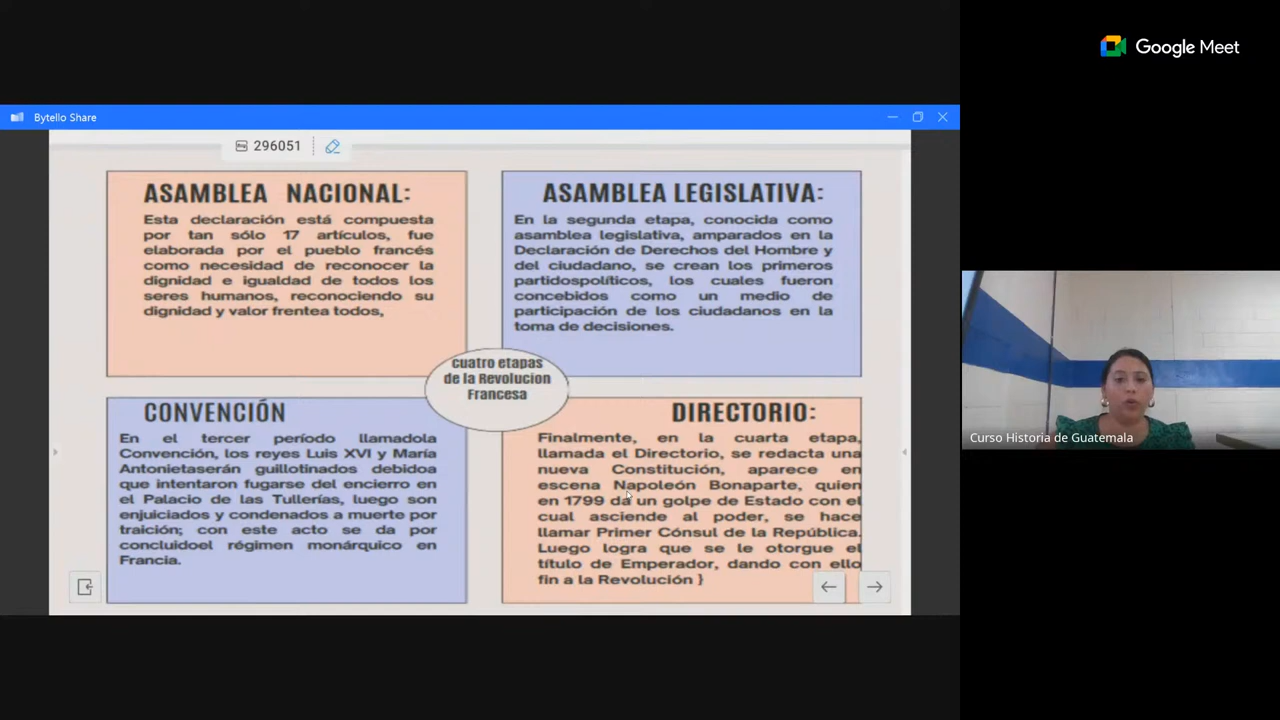 Google Meet
Bytello Share
296051
ASAMBLEA NACIONAL:
Esta declaración está compuesta
por tan sólo 17 artículos, fue
elaborada por el pueblo francés
como necesidad de reconocer la
dignidad e igualdad de todos los
seres humanos, reconociendo su
dignidad y valor frentea todos,
ASAMBLEA LEGISLATIVA:
En la segunda etapa, conocida como
asamblea legislativa, amparados en la
Declaración de Derechos del Hombre y
del ciudadano, se crean los primeros
partidospolíticos, los cuales fueron
concebidos como un medio de
participación de los ciudadanos en la
toma de decisiones.
cuatro etapas
de la Revolucion
Francesa
CONVENCIÓN
En el tercer período llamadola
Convención, los reyes Luis XVI y María
Antonietaserán guillotinados debidoa
que intentaron fugarse del encierro en
el Palacio de las Tullerías, luego son
enjuiciados y condenados a muerte por
traición; con este acto se da por
concluidoel régimen monárquico en
Francia.
DIRECTORIO:
Finalmente, en la cuarta etapa,
llamada el Directorio, se redacta una
nueva Constitución, aparece en
escena Napoleón Bonaparte, quien
en 1799 da un golpe de Estado con el
cual asciende al poder, se hace
llamar Primer Cónsul de la República.
Luego logra que se le otorgue el
título de Emperador, dando con ello
fin a la Revolución }
Curso Historia de Guatemala